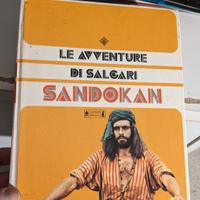 LE AVVENTURE
DI SALGARI
SANDOKAN